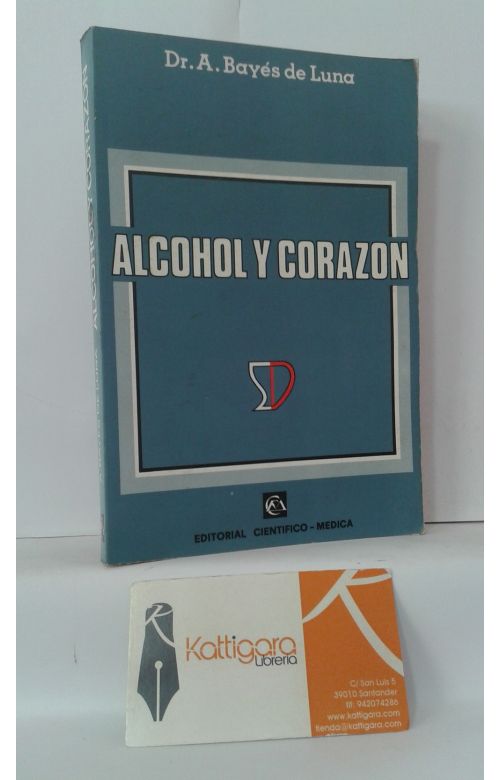 Dr. A. Bayés de Luna
ALCOHOL Y CORAZON
EDITORIAL CIENTIFICO - MEDICA
ALCOHOL Y CORAZON
Kattigara
Librería
C/ San Luis 5
39010 Santander
tlf: 942074286
www.kattigara.com
tienda@kattigara.com